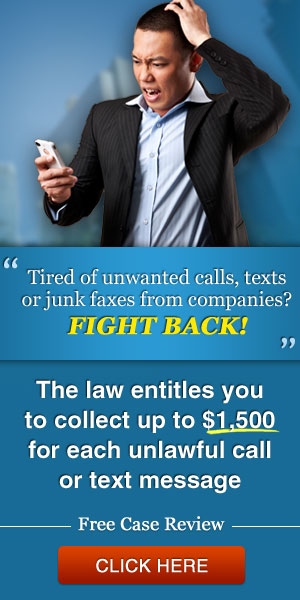 “
Tired of unwanted calls, texts
or junk faxes from companies?
FIGHT BACK!
”
The law entitles you
to collect up to $1,500
for each unlawful call
or text message
Free Case Review
CLICK HERE